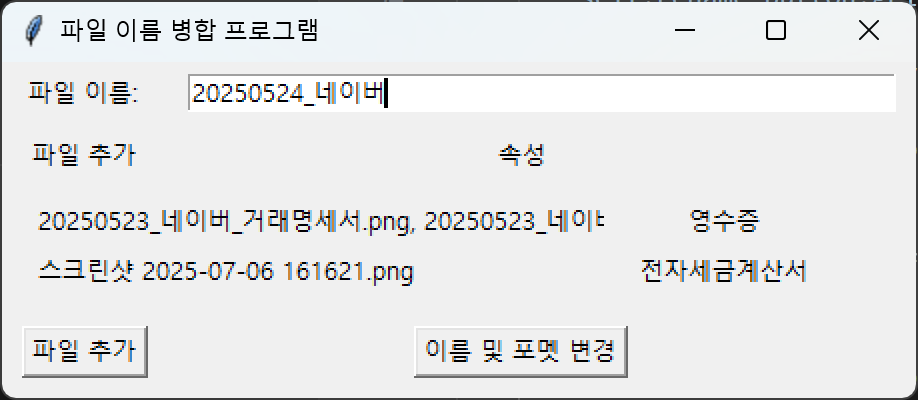 파일 이름 병합 프로그램
파일 이름: 20250524_네이버
파일 추가 속성
20250523_네이버_거래명세서.png, 20250523_네이 영수증
스크린샷 2025-07-06 161621.png 전자세금계산서
파일 추가 이름 및 포멧 변경